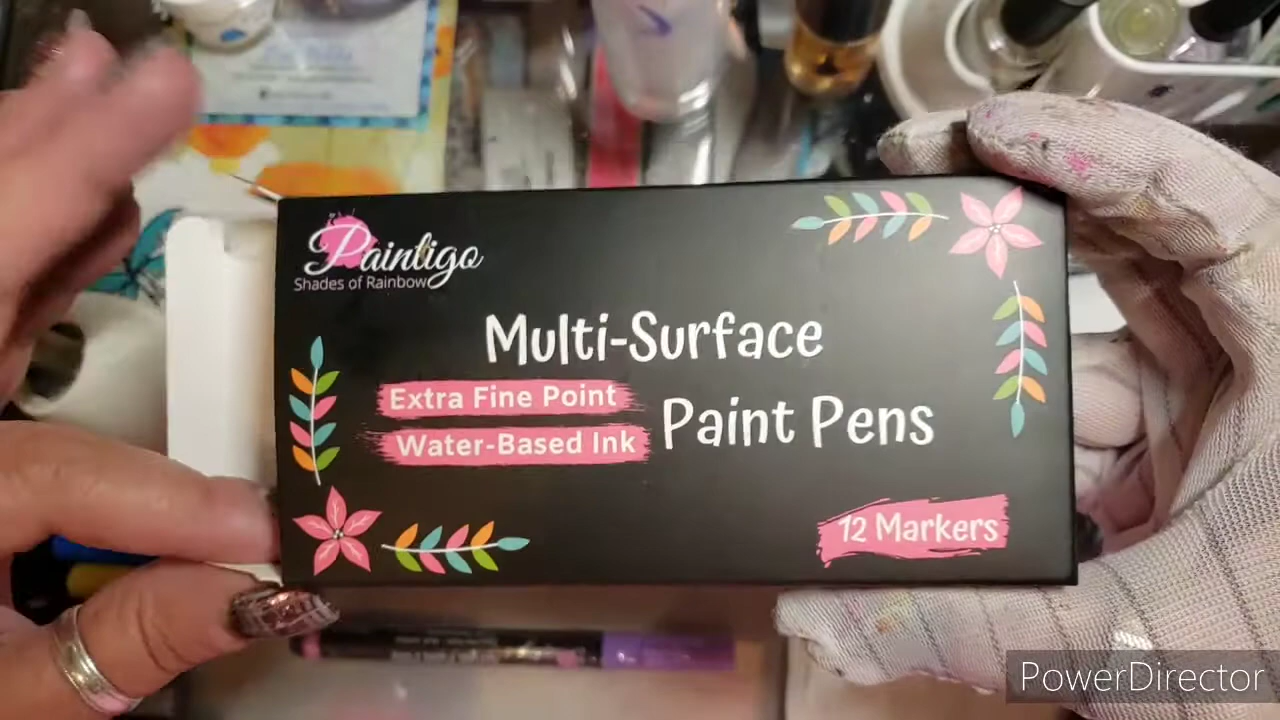 Paintigo
Shades of Rainbow
Multi-Surface
Extra Fine Point
Water-Based Ink
Paint Pens
12 Markers
PowerDirector